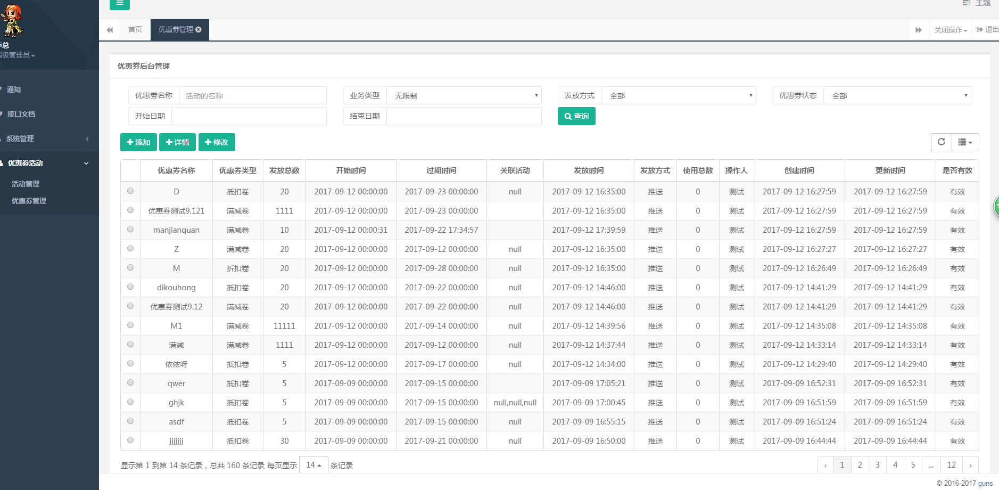 主题
首页 优惠券管理 关闭操作 退出
总
级管理员
通知
接口文档
系统管理
优惠劵活动
活动管理
优惠劵管理
优惠劵后台管理
优惠劵名称 活动的名称 业务类型 无限制 发放方式 全部 优惠券状态 全部
开始日期 结束日期 查询
添加 详情 修改
优惠券名称 优惠券类型 发放总数 开始时间 过期时间 关联活动 发放时间 发放方式 使用总数 操作人 创建时间 更新时间 是否有效
D 抵扣卷 20 2017-09-12 00:00:00 2017-09-23 00:00:00 null 2017-09-12 16:35:00 推送 0 测试 2017-09-12 16:27:59 2017-09-12 16:27:59 有效
优惠券测试9.121 满减卷 1111 2017-09-12 00:00:00 2017-09-23 00:00:00 2017-09-12 16:35:00 推送 0 测试 2017-09-12 16:27:59 2017-09-12 16:27:59 有效
manjianquan 满减卷 10 2017-09-12 00:00:31 2017-09-22 17:34:57 2017-09-12 17:39:59 推送 0 测试 2017-09-12 16:27:59 2017-09-12 16:27:59 有效
Z 满减卷 20 2017-09-12 00:00:00 2017-09-12 00:00:00 null 2017-09-12 16:35:00 推送 0 测试 2017-09-12 16:27:27 2017-09-12 16:27:27 有效
M 折扣卷 20 2017-09-12 00:00:00 2017-09-28 00:00:00 null 2017-09-12 16:35:00 推送 0 测试 2017-09-12 16:26:49 2017-09-12 16:26:49 有效
dikouhong 抵扣卷 20 2017-09-12 00:00:00 2017-09-22 00:00:00 null 2017-09-12 14:46:00 推送 0 测试 2017-09-12 14:41:29 2017-09-12 14:41:29 有效
优惠券测试9.12 满减卷 20 2017-09-12 00:00:00 2017-09-22 00:00:00 null 2017-09-12 14:46:00 推送 0 测试 2017-09-12 14:41:29 2017-09-12 14:41:29 有效
M1 满减卷 11111 2017-09-12 00:00:00 2017-09-14 00:00:00 null 2017-09-12 14:39:56 推送 0 测试 2017-09-12 14:35:08 2017-09-12 14:35:08 有效
满减 满减卷 1111 2017-09-12 00:00:00 2017-09-12 00:00:00 null 2017-09-12 14:37:44 推送 0 测试 2017-09-12 14:33:14 2017-09-12 14:33:14 有效
依依呀 抵扣卷 5 2017-09-12 00:00:00 2017-09-17 00:00:00 null 2017-09-12 14:34:00 推送 0 测试 2017-09-12 14:29:40 2017-09-12 14:29:40 有效
qwer 抵扣卷 5 2017-09-09 00:00:00 2017-09-15 00:00:00 2017-09-09 17:05:21 推送 0 测试 2017-09-09 16:52:31 2017-09-09 16:52:31 有效
ghjk 抵扣卷 5 2017-09-09 00:00:00 2017-09-15 00:00:00 null,null,null 2017-09-09 17:00:45 推送 0 测试 2017-09-09 16:51:59 2017-09-09 16:51:59 有效
asdf 抵扣卷 5 2017-09-09 00:00:00 2017-09-15 00:00:00 null 2017-09-09 16:55:15 推送 0 测试 2017-09-09 16:51:24 2017-09-09 16:51:24 有效
jjjjjjj 抵扣卷 30 2017-09-09 00:00:00 2017-09-21 00:00:00 null 2017-09-09 16:50:00 推送 0 测试 2017-09-09 16:44:44 2017-09-09 16:44:44 有效
显示第 1 到第 14 条记录，总共 160 条记录 每页显示 14 条记录 ‹ 1 2 3 4 5 ... 12 ›
© 2016-2017 guns